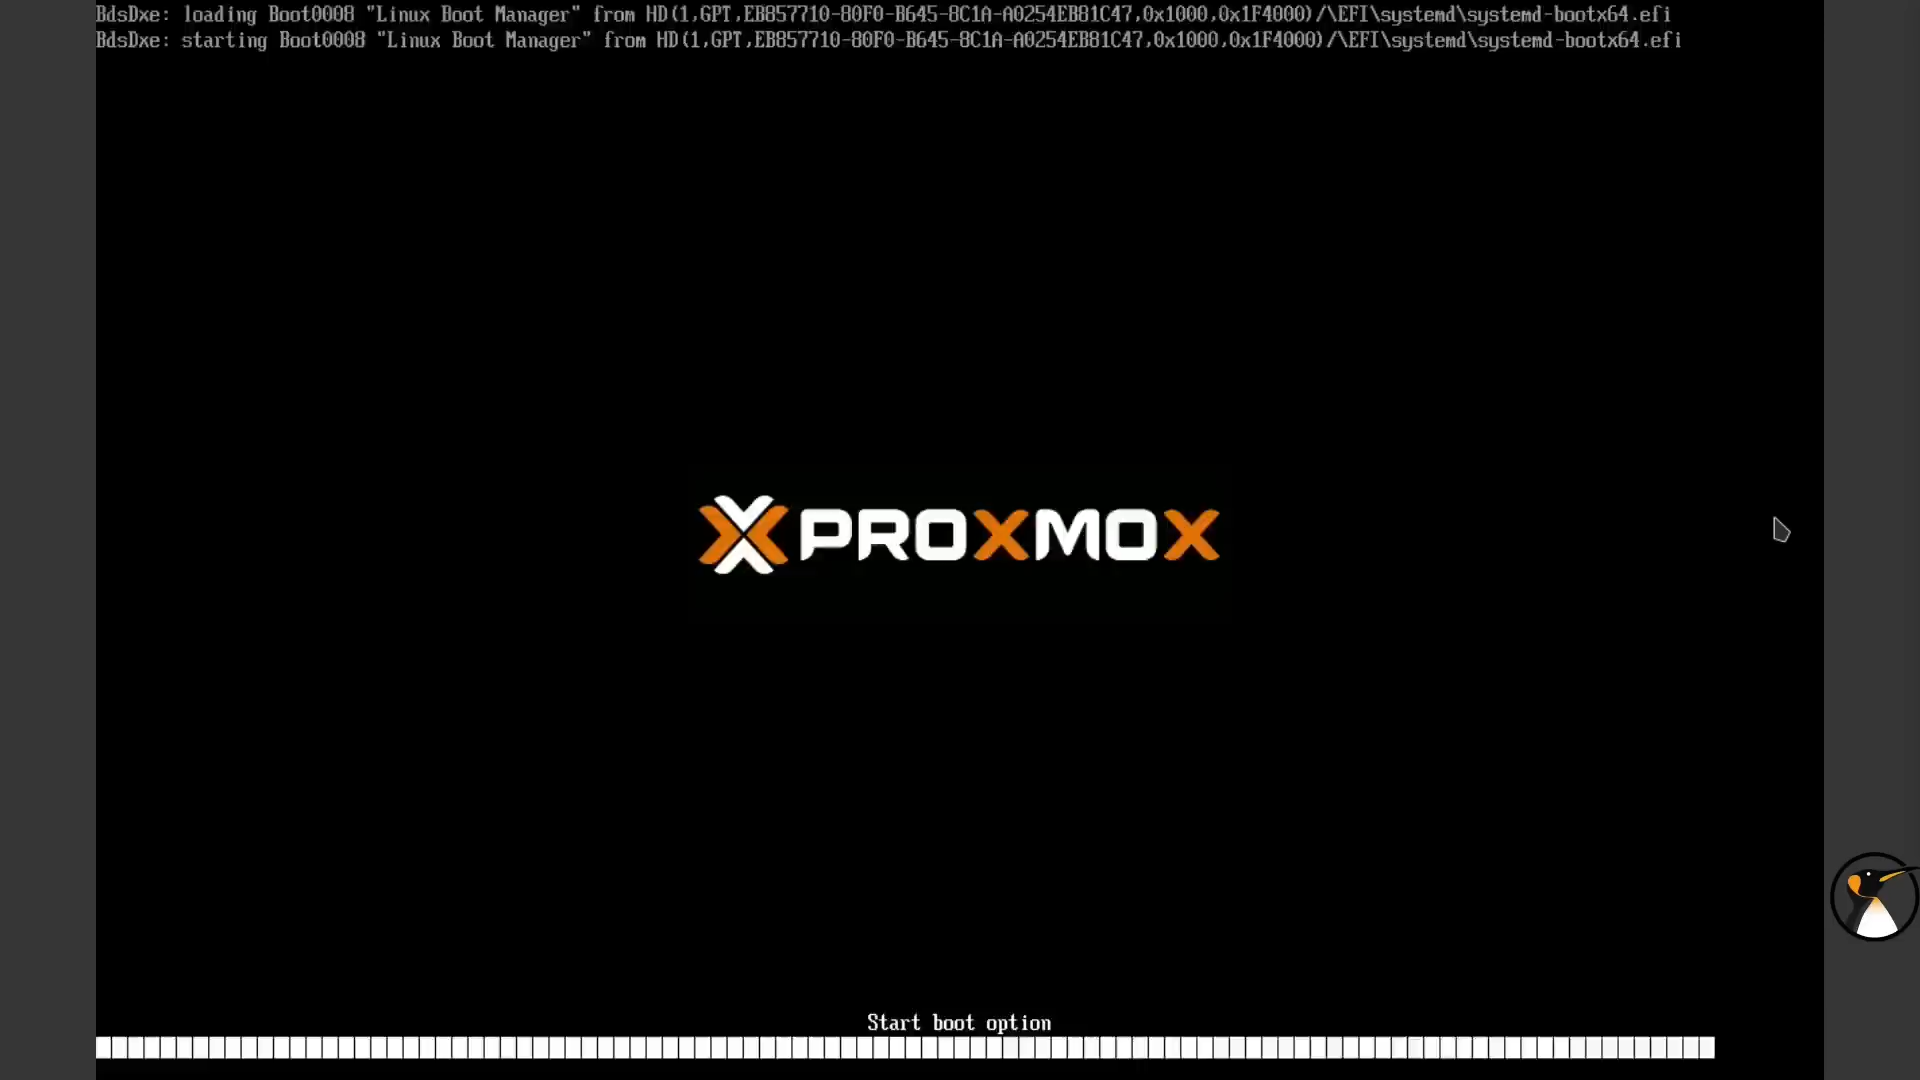 BdsDxe: loading Boot0008 "Linux Boot Manager" from HD(1,GPT,EB857710-80F0-B645-8C1A-A0254EB81C47,0x1000,0x1F4000)/\EFI\systemd\systemd-bootx64.efi
BdsDxe: starting Boot0008 "Linux Boot Manager" from HD(1,GPT,EB857710-80F0-B645-8C1A-A0254EB81C47,0x1000,0x1F4000)/\EFI\systemd\systemd-bootx64.efi
PROXMOX
Start boot option